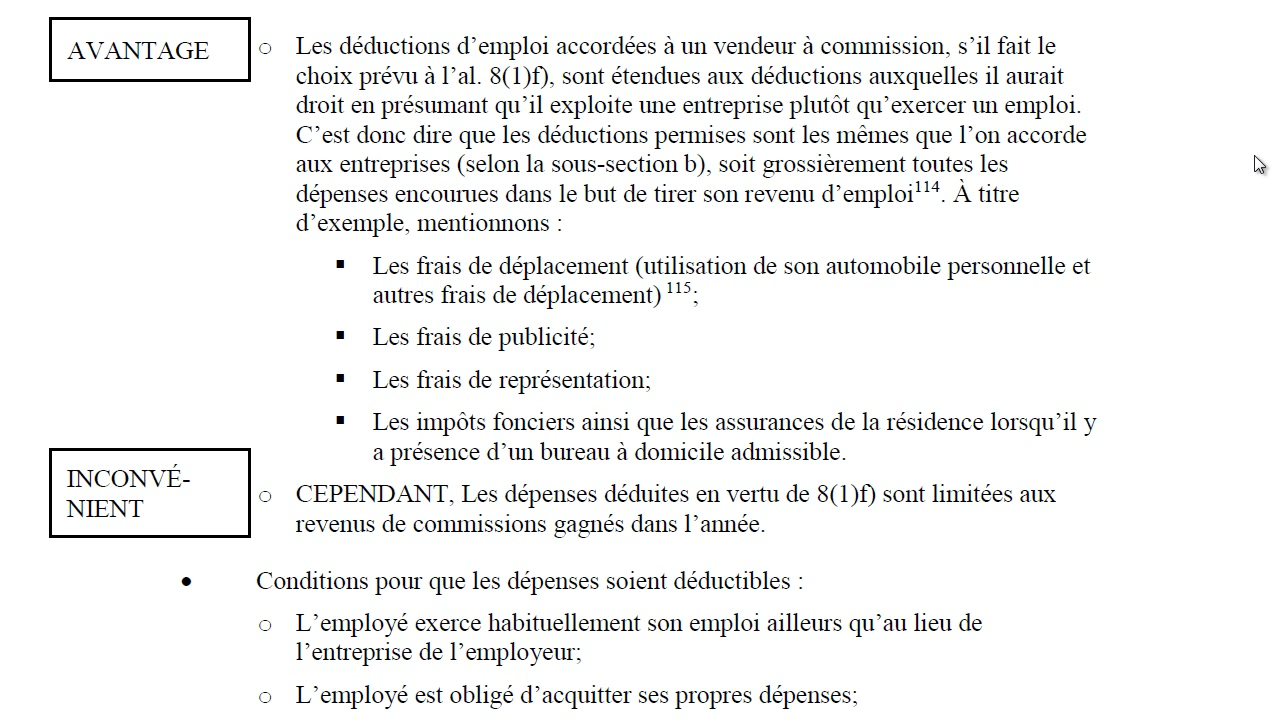 AVANTAGE
○ Les déductions d’emploi accordées à un vendeur à commission, s’il fait le
choix prévu à l’al. 8(1)f), sont étendues aux déductions auxquelles il aurait
droit en présumant qu’il exploite une entreprise plutôt qu’exercer un emploi.
C’est donc dire que les déductions permises sont les mêmes que l’on accorde
aux entreprises (selon la sous-section b), soit grossièrement toutes les
dépenses encourues dans le but de tirer son revenu d’emploi114. À titre
d’exemple, mentionnons :
▪ Les frais de déplacement (utilisation de son automobile personnelle et
autres frais de déplacement) 115;
▪ Les frais de publicité;
▪ Les frais de représentation;
▪ Les impôts fonciers ainsi que les assurances de la résidence lorsqu’il y
a présence d’un bureau à domicile admissible.
INCONVÉ-
NIENT
○ CEPENDANT, Les dépenses déduites en vertu de 8(1)f) sont limitées aux
revenus de commissions gagnés dans l’année.
• Conditions pour que les dépenses soient déductibles :
○ L’employé exerce habituellement son emploi ailleurs qu’au lieu de
l’entreprise de l’employeur;
○ L’employé est obligé d’acquitter ses propres dépenses;